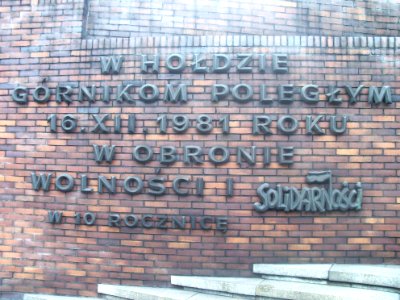 W HOŁDZIE
GÓRNIKOM POLEGŁYM
16.XII.1981 ROKU
W OBRONIE
WOLNOŚCI I SOLIDARNOŚCI
W 10 ROCZNICĘ